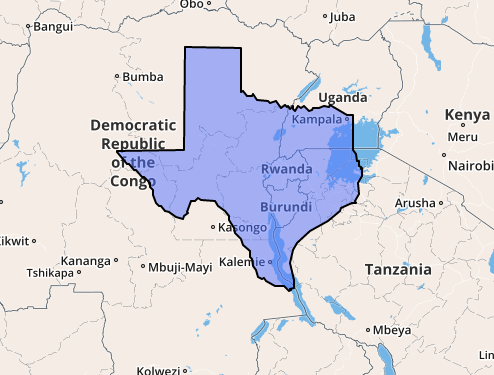 Obo
Juba
Bangui
Bumba
Uganda
Kampala
Kenya
Democratic
Republic
of the
Congo
Meru
Nairobi
Rwanda
Burundi
Arusha
Kasongo
Kikwit
Kananga
Mbuji-Mayi
Kalemie
Tshikapa
Tanzania
Mbeya
Kolwezi
Lin